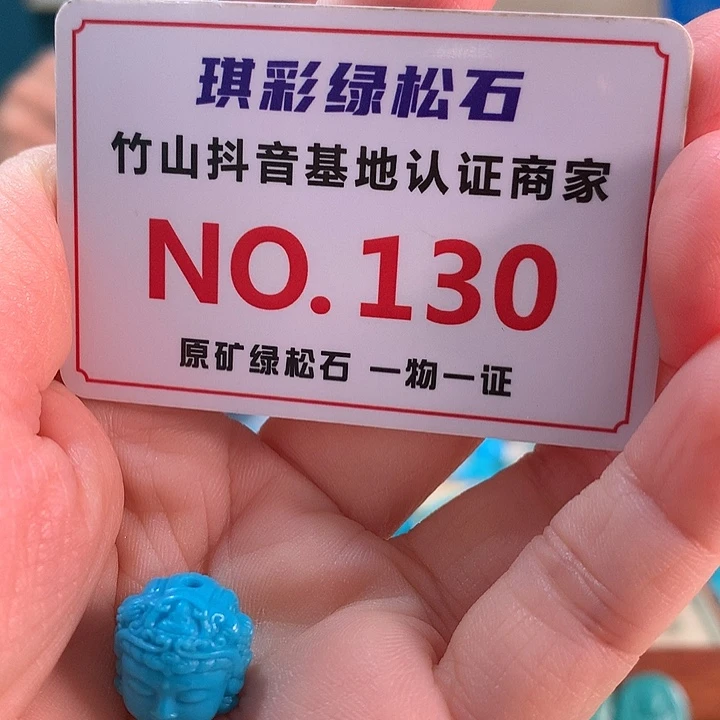 琪彩绿松石
竹山抖音基地认证商家
NO.130
原矿绿松石 一物一证